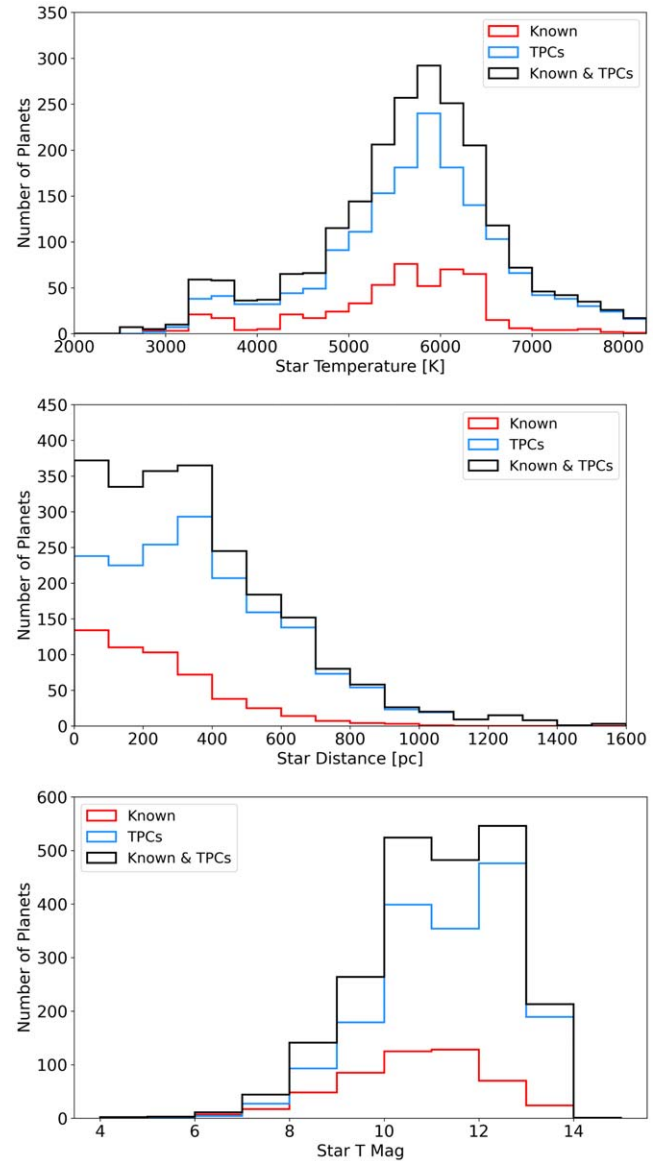 350
300
250
200
150
100
50
0
Number of Planets
Known
TPCs
Known & TPCs
2000 3000 4000 5000 6000 7000 8000
Star Temperature [K]
450
400
350
300
250
200
150
100
50
0
Number of Planets
Known
TPCs
Known & TPCs
0 200 400 600 800 1000 1200 1400 1600
Star Distance [pc]
600
500
400
300
200
100
0
Number of Planets
Known
TPCs
Known & TPCs
4 6 8 10 12 14
Star T Mag